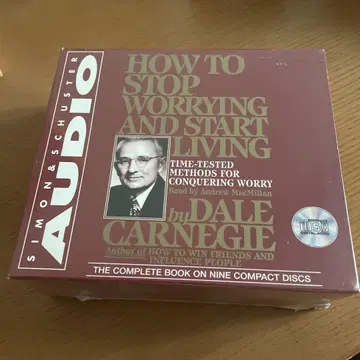 SIMON & SCHUSTER
AUDIO
HOW TO
STOP
WORRYING
AND START
LIVING
TIME-TESTED
METHODS FOR
CONQUERING WORRY
Read by Andrew MacMillan
by DALE
CARNEGIE
Author of HOW TO WIN FRIENDS AND
INFLUENCE PEOPLE
THE COMPLETE BOOK ON NINE COMPACT DISCS